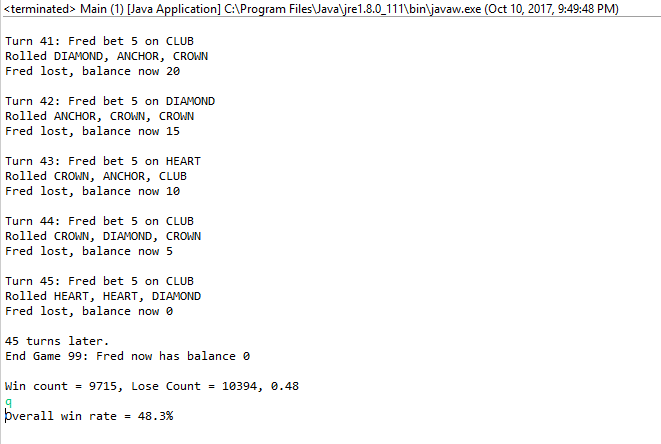 <terminated> Main (1) [Java Application] C:\Program Files\Java\jre1.8.0_111\bin\javaw.exe (Oct 10, 2017, 9:49:48 PM)
Turn 41: Fred bet 5 on CLUB
Rolled DIAMOND, ANCHOR, CROWN
Fred lost, balance now 20
Turn 42: Fred bet 5 on DIAMOND
Rolled ANCHOR, CROWN, CROWN
Fred lost, balance now 15
Turn 43: Fred bet 5 on HEART
Rolled CROWN, ANCHOR, CLUB
Fred lost, balance now 10
Turn 44: Fred bet 5 on CLUB
Rolled CROWN, DIAMOND, CROWN
Fred lost, balance now 5
Turn 45: Fred bet 5 on CLUB
Rolled HEART, HEART, DIAMOND
Fred lost, balance now 0
45 turns later.
End Game 99: Fred now has balance 0
Win count = 9715, Lose Count = 10394, 0.48
q
Overall win rate = 48.3%